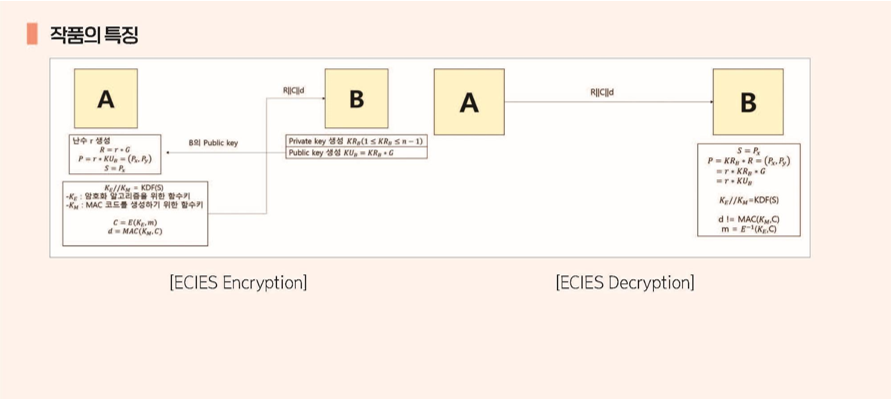 작품의 특징
A
난수 r 생성
R = r * G
P = r * KU_B = (P_x, P_y)
S = P_x
K_E//K_M = KDF(S)
-K_E : 암호화 알고리즘을 위한 함수키
-K_M : MAC 코드를 생성하기 위한 함수키
C = E(K_E, m)
d = MAC(K_M, C)
B의 Public key
R||C||d
B
Private key 생성 KR_B(1 ≤ KR_B ≤ n − 1)
Public key 생성 KU_B = KR_B * G
[ECIES Encryption]
A
R||C||d
B
S = P_x
P = KR_B * R = (P_x, P_y)
= r * KR_B * G
= r * KU_B
K_E//K_M=KDF(S)
d != MAC(K_M,C)
m = E^{-1}(K_E,C)
[ECIES Decryption]